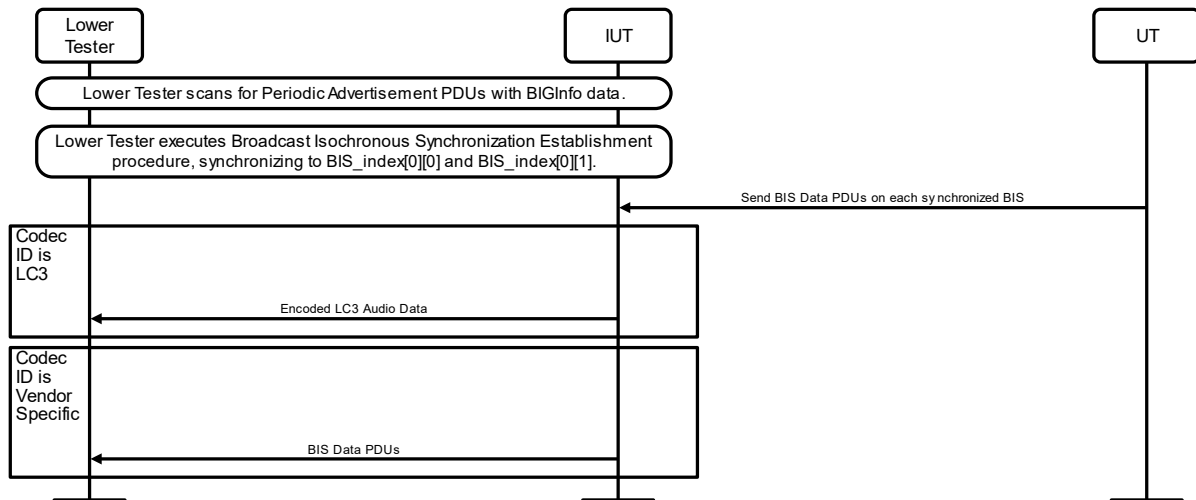 Lower
Tester
IUT
UT
Lower Tester scans for Periodic Advertisement PDUs with BIGInfo data.
Lower Tester executes Broadcast Isochronous Synchronization Establishment
procedure, synchronizing to BIS_index[0][0] and BIS_index[0][1].
Send BIS Data PDUs on each synchronized BIS
Codec
ID is
LC3
Encoded LC3 Audio Data
Codec
ID is
Vendor
Specific
BIS Data PDUs